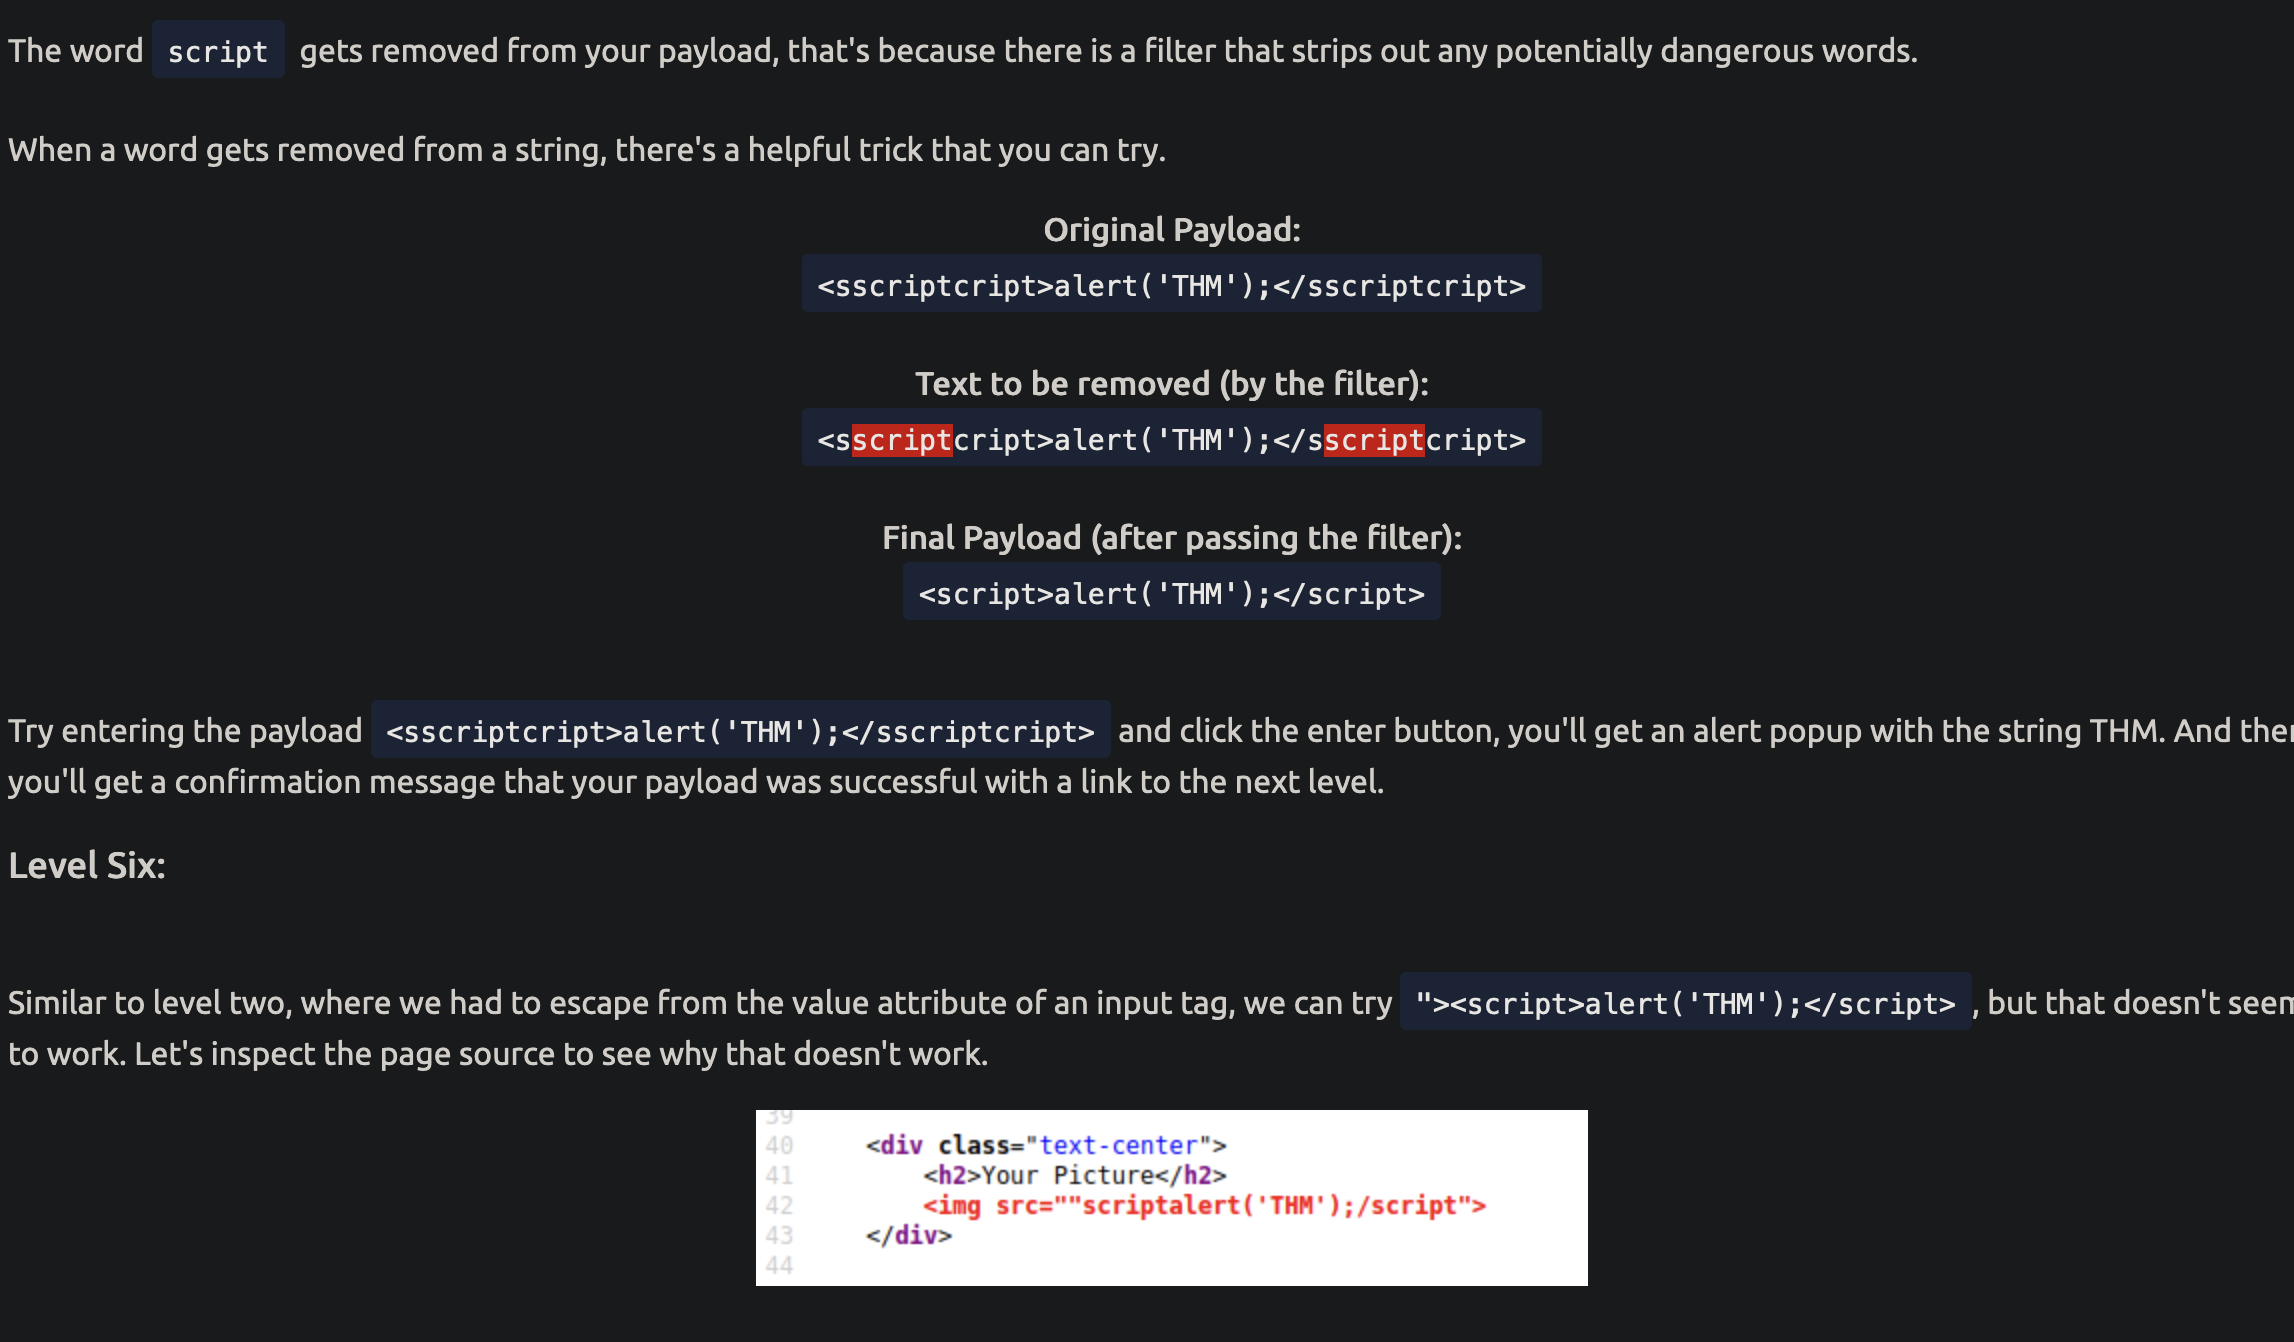 The word script gets removed from your payload, that's because there is a filter that strips out any potentially dangerous words.
When a word gets removed from a string, there's a helpful trick that you can try.
Original Payload:
<sscriptcript>alert('THM');</sscriptcript>
Text to be removed (by the filter):
<sscriptcript>alert('THM');</sscriptcript>
Final Payload (after passing the filter):
<script>alert('THM');</script>
Try entering the payload <sscriptcript>alert('THM');</sscriptcript> and click the enter button, you'll get an alert popup with the string THM. And then
you'll get a confirmation message that your payload was successful with a link to the next level.
Level Six:
Similar to level two, where we had to escape from the value attribute of an input tag, we can try "><script>alert('THM');</script> , but that doesn't seem
to work. Let's inspect the page source to see why that doesn't work.
39
40 <div class="text-center">
41 <h2>Your Picture</h2>
42 <img src=""scriptalert('THM');/script">
43 </div>
44